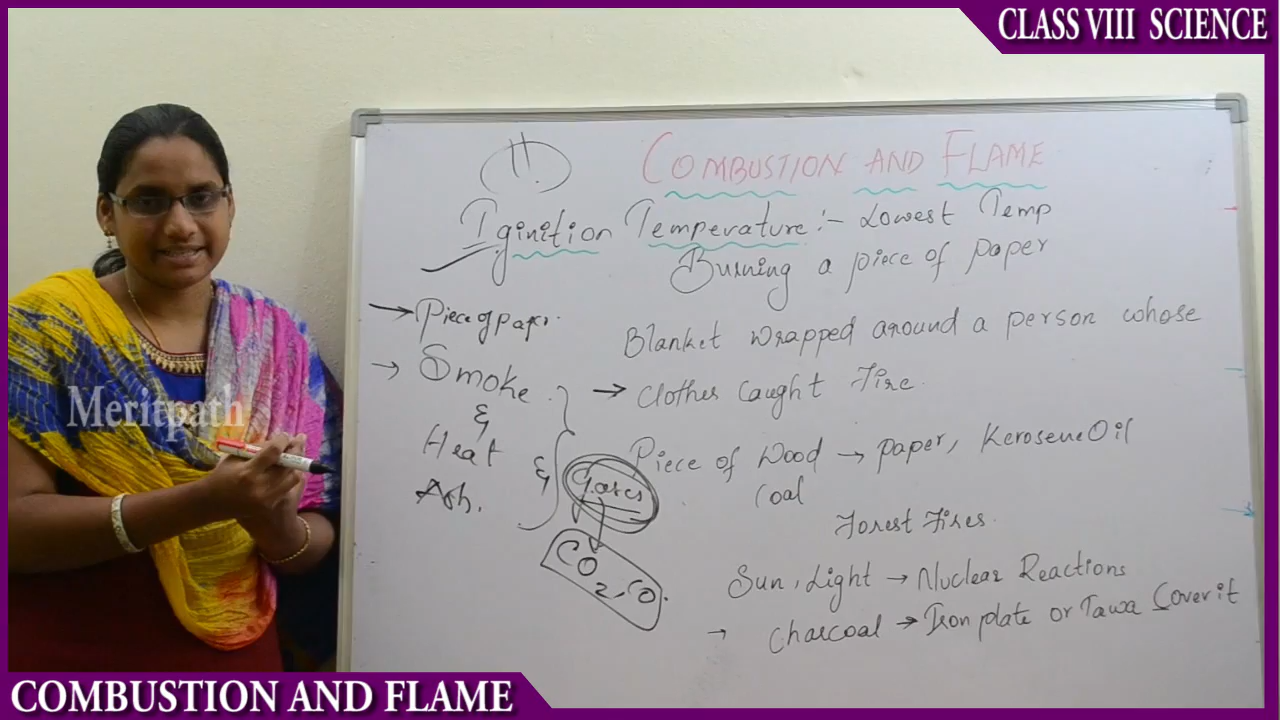 CLASS VIII SCIENCE
11
COMBUSTION AND FLAME
Iginition Temperature :- Lowest Temp
Burning a piece of paper
→ Piece of paper.
Blanket wrapped around a person whose
→ Smoke
→ clothes caught Fire.
&
Heat
&
Gases
Ash.
Piece of Wood → paper, Kerosene Oil
Coal
Forest Fires.
CO2, CO.
Sun, Light → Nuclear Reactions
→ Charcoal → Iron plate or Tawa Cover it
Meritpath
COMBUSTION AND FLAME